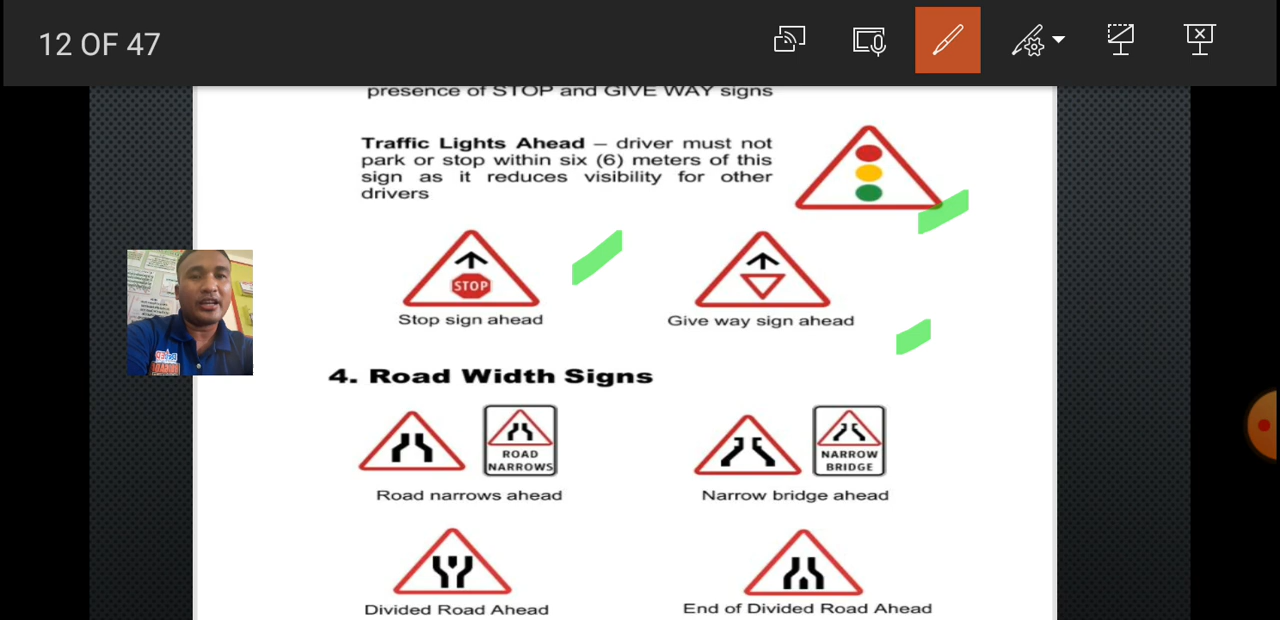 12 OF 47
presence of STOP and GIVE WAY signs
Traffic Lights Ahead – driver must not
park or stop within six (6) meters of this
sign as it reduces visibility for other
drivers
STOP
Stop sign ahead
Give way sign ahead
4. Road Width Signs
ROAD
NARROWS
NARROW
BRIDGE
Road narrows ahead
Narrow bridge ahead
Divided Road Ahead
End of Divided Road Ahead